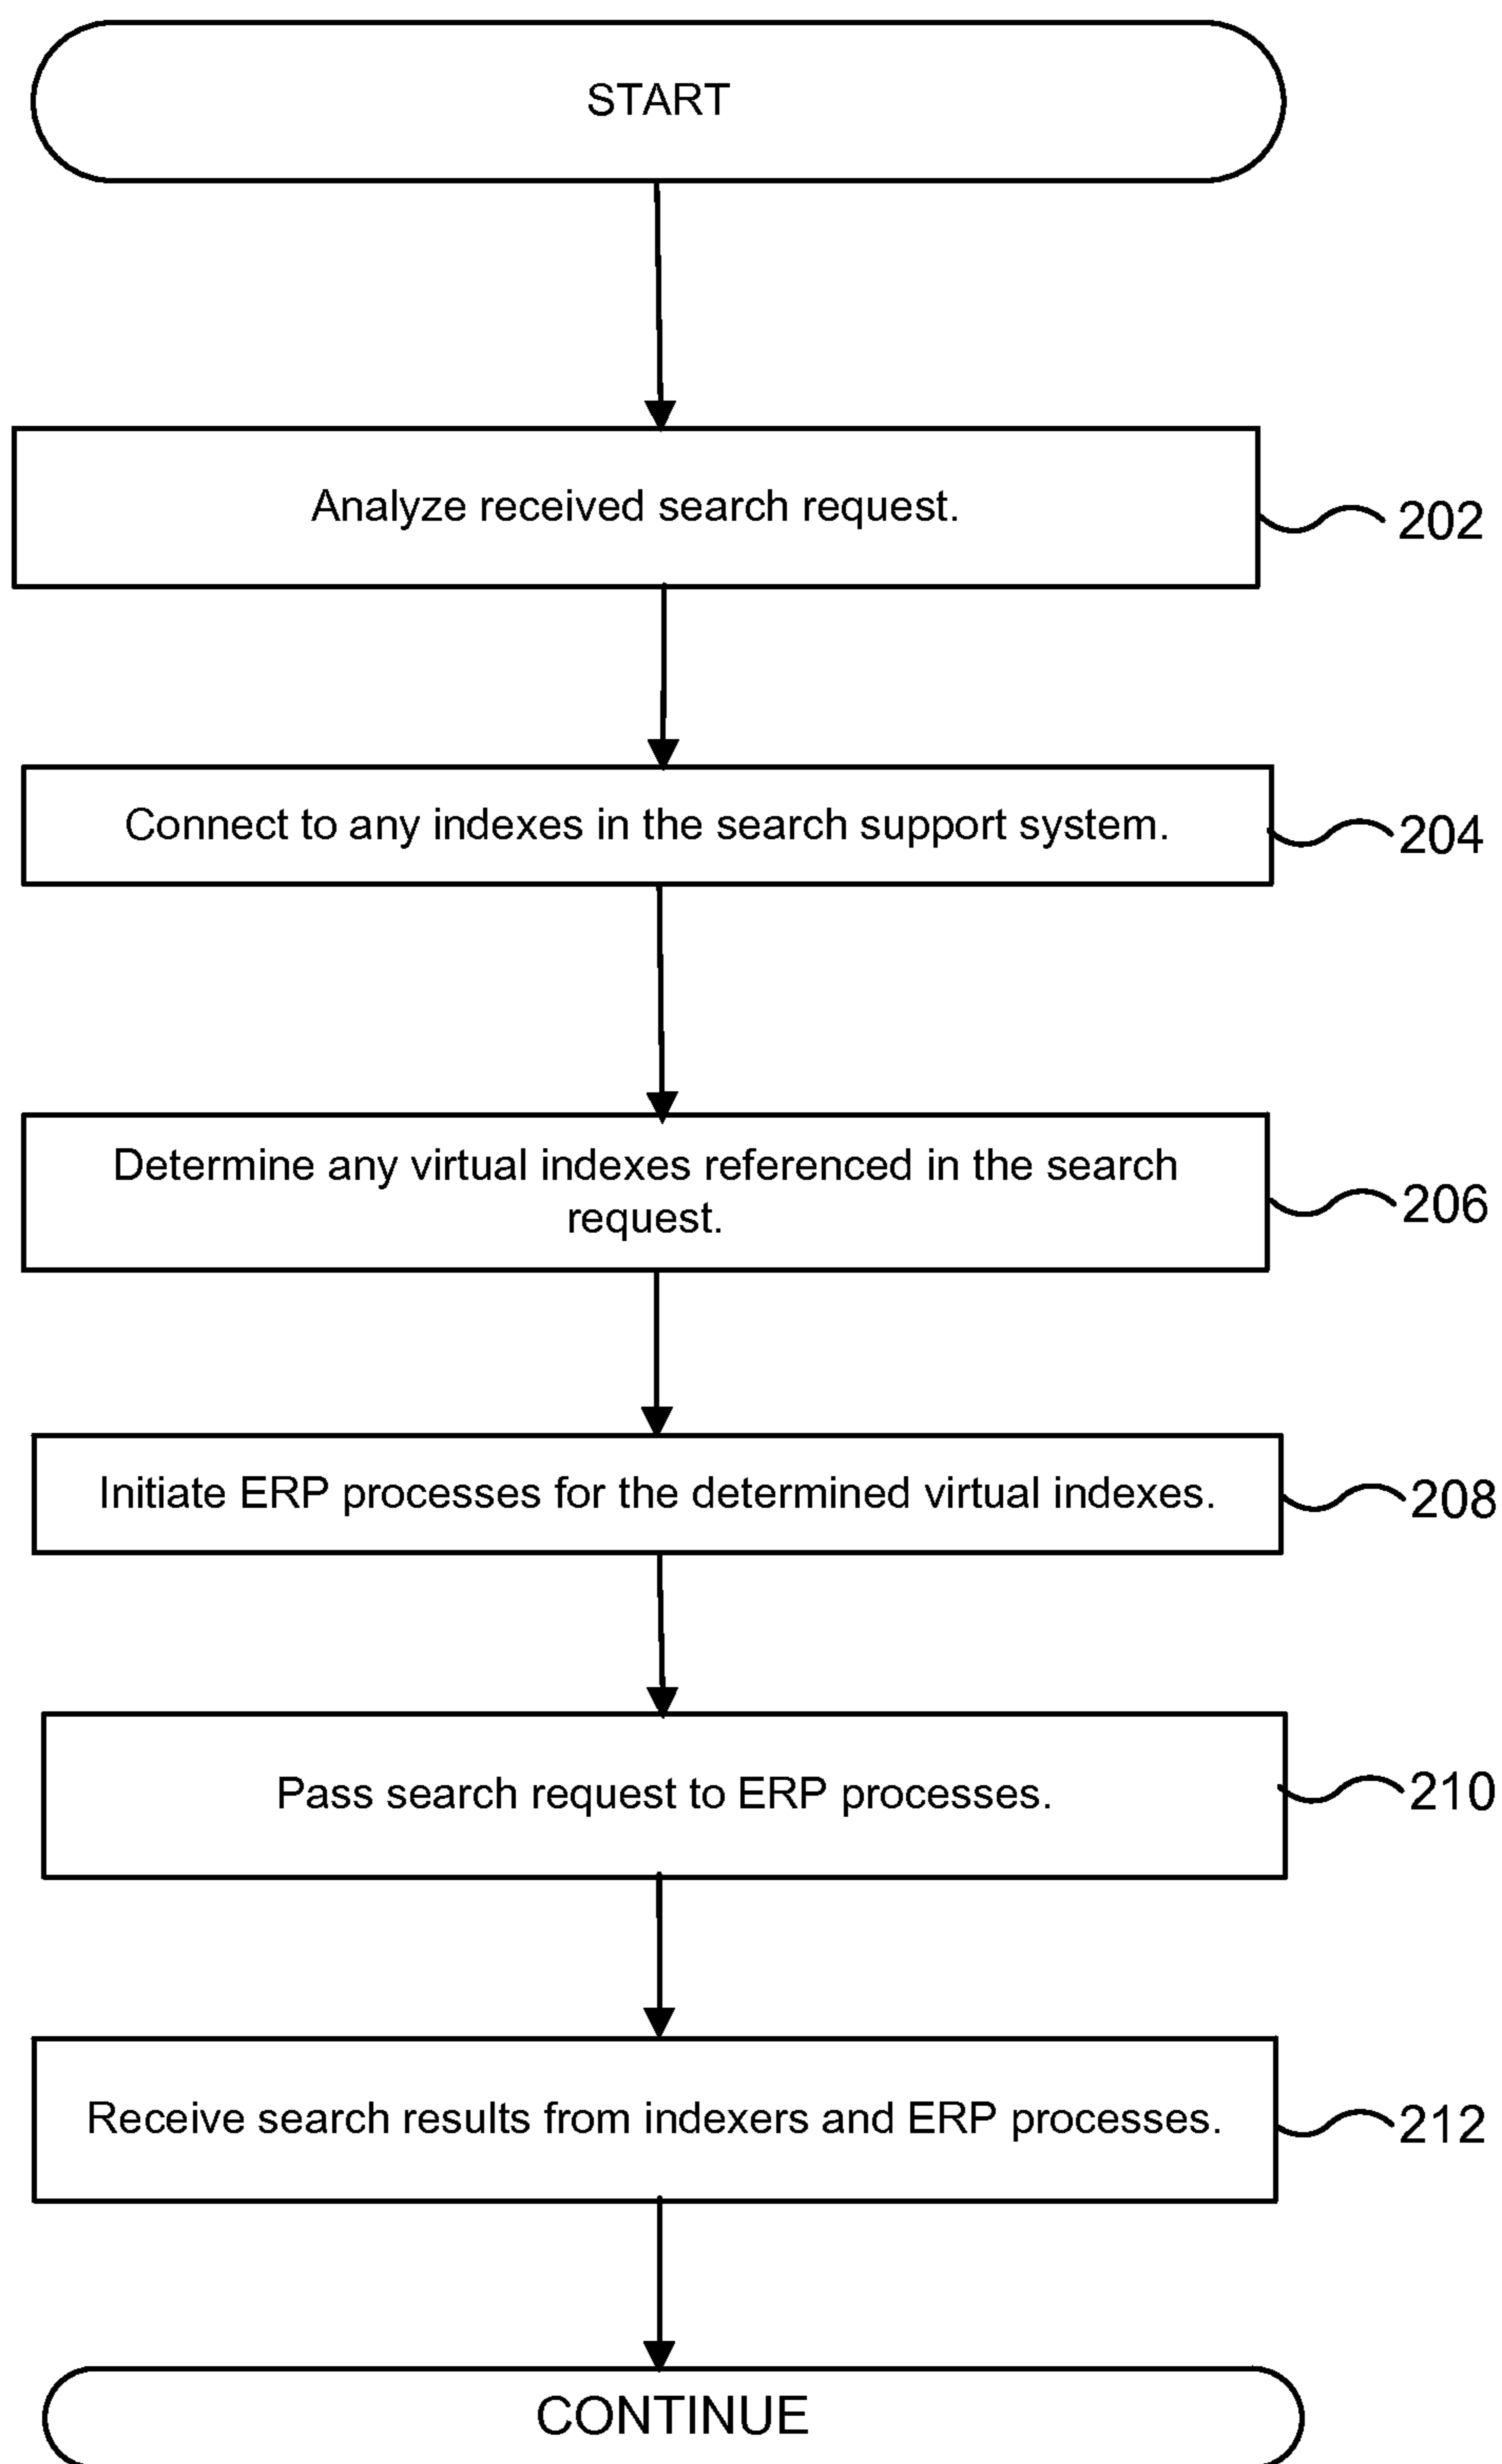 START
Analyze received search request.
202
Connect to any indexes in the search support system.
204
Determine any virtual indexes referenced in the search
request.
206
Initiate ERP processes for the determined virtual indexes.
208
Pass search request to ERP processes.
210
Receive search results from indexers and ERP processes.
212
CONTINUE